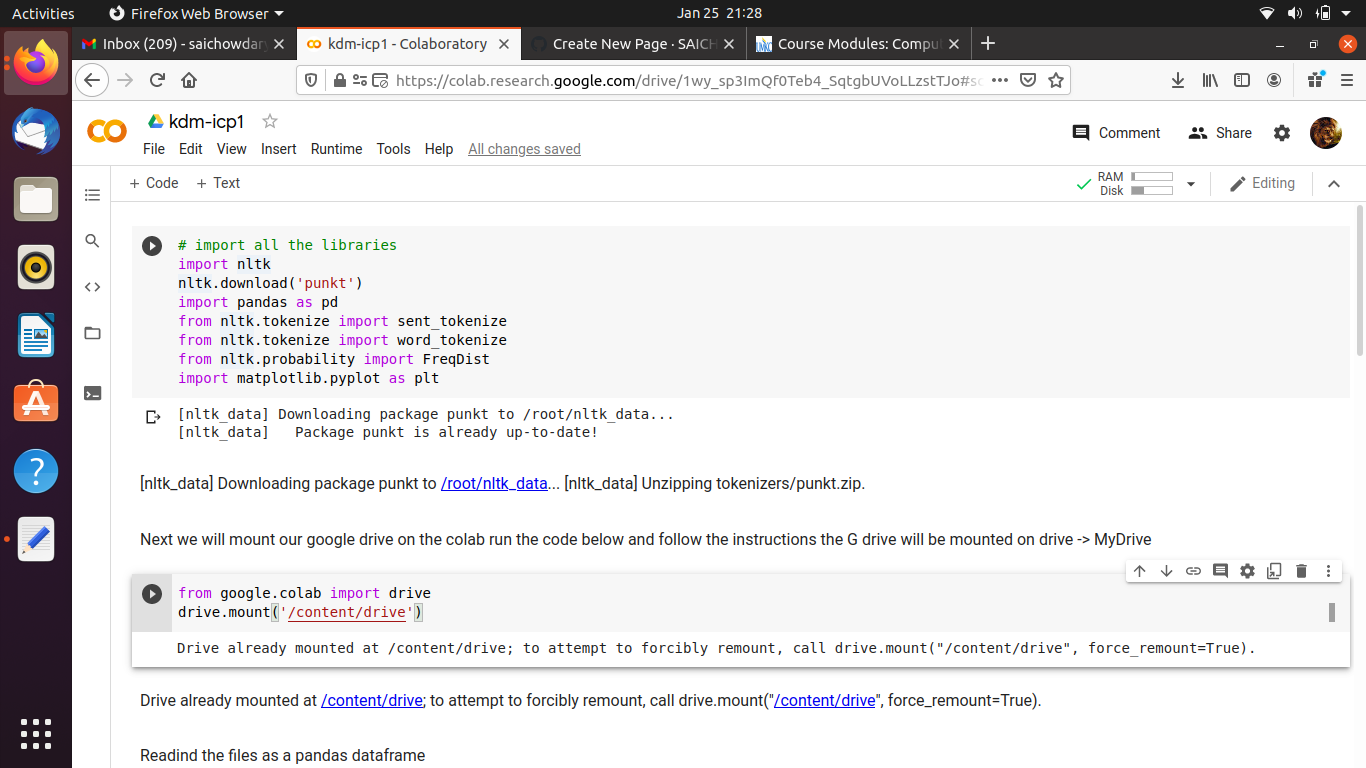 Activities
Firefox Web Browser
Jan 25 21:28
Inbox (209) - saichowdar
kdm-icp1 - Colaboratory
Create New Page · SAICH
Course Modules: Comput
https://colab.research.google.com/drive/1wy_sp3ImQf0Teb4_SqtgbUVoLLzstTJo#sc
kdm-icp1
File Edit View Insert Runtime Tools Help All changes saved
Comment
Share
+ Code + Text
RAM
Disk
Editing
# import all the libraries
import nltk
nltk.download('punkt')
import pandas as pd
from nltk.tokenize import sent_tokenize
from nltk.tokenize import word_tokenize
from nltk.probability import FreqDist
import matplotlib.pyplot as plt
[nltk_data] Downloading package punkt to /root/nltk_data...
[nltk_data]   Package punkt is already up-to-date!
[nltk_data] Downloading package punkt to /root/nltk_data... [nltk_data] Unzipping tokenizers/punkt.zip.
Next we will mount our google drive on the colab run the code below and follow the instructions the G drive will be mounted on drive -> MyDrive
from google.colab import drive
drive.mount('/content/drive')
Drive already mounted at /content/drive; to attempt to forcibly remount, call drive.mount("/content/drive", force_remount=True).
Drive already mounted at /content/drive; to attempt to forcibly remount, call drive.mount("/content/drive", force_remount=True).
Readind the files as a pandas dataframe